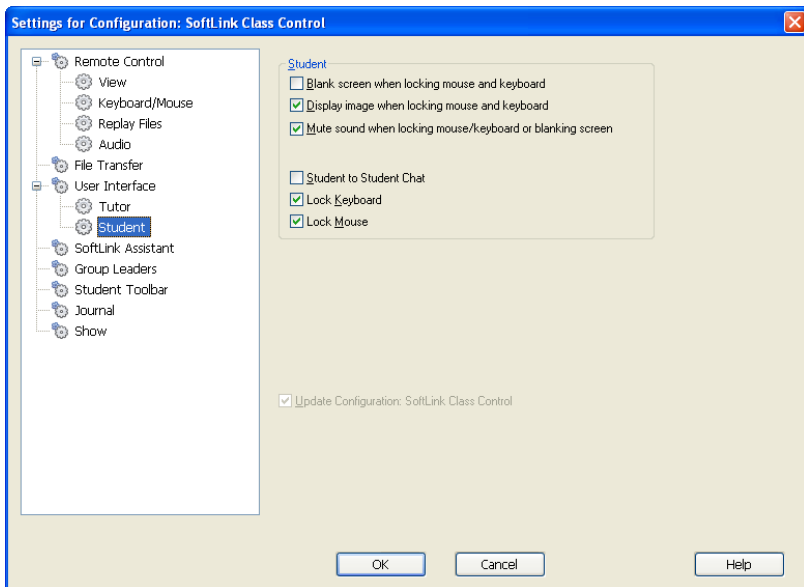 Settings for Configuration: SoftLink Class Control
Remote Control
View
Keyboard/Mouse
Replay Files
Audio
File Transfer
User Interface
Tutor
Student
SoftLink Assistant
Group Leaders
Student Toolbar
Journal
Show
Student
Blank screen when locking mouse and keyboard
Display image when locking mouse and keyboard
Mute sound when locking mouse/keyboard or blanking screen
Student to Student Chat
Lock Keyboard
Lock Mouse
Update Configuration: SoftLink Class Control
OK
Cancel
Help